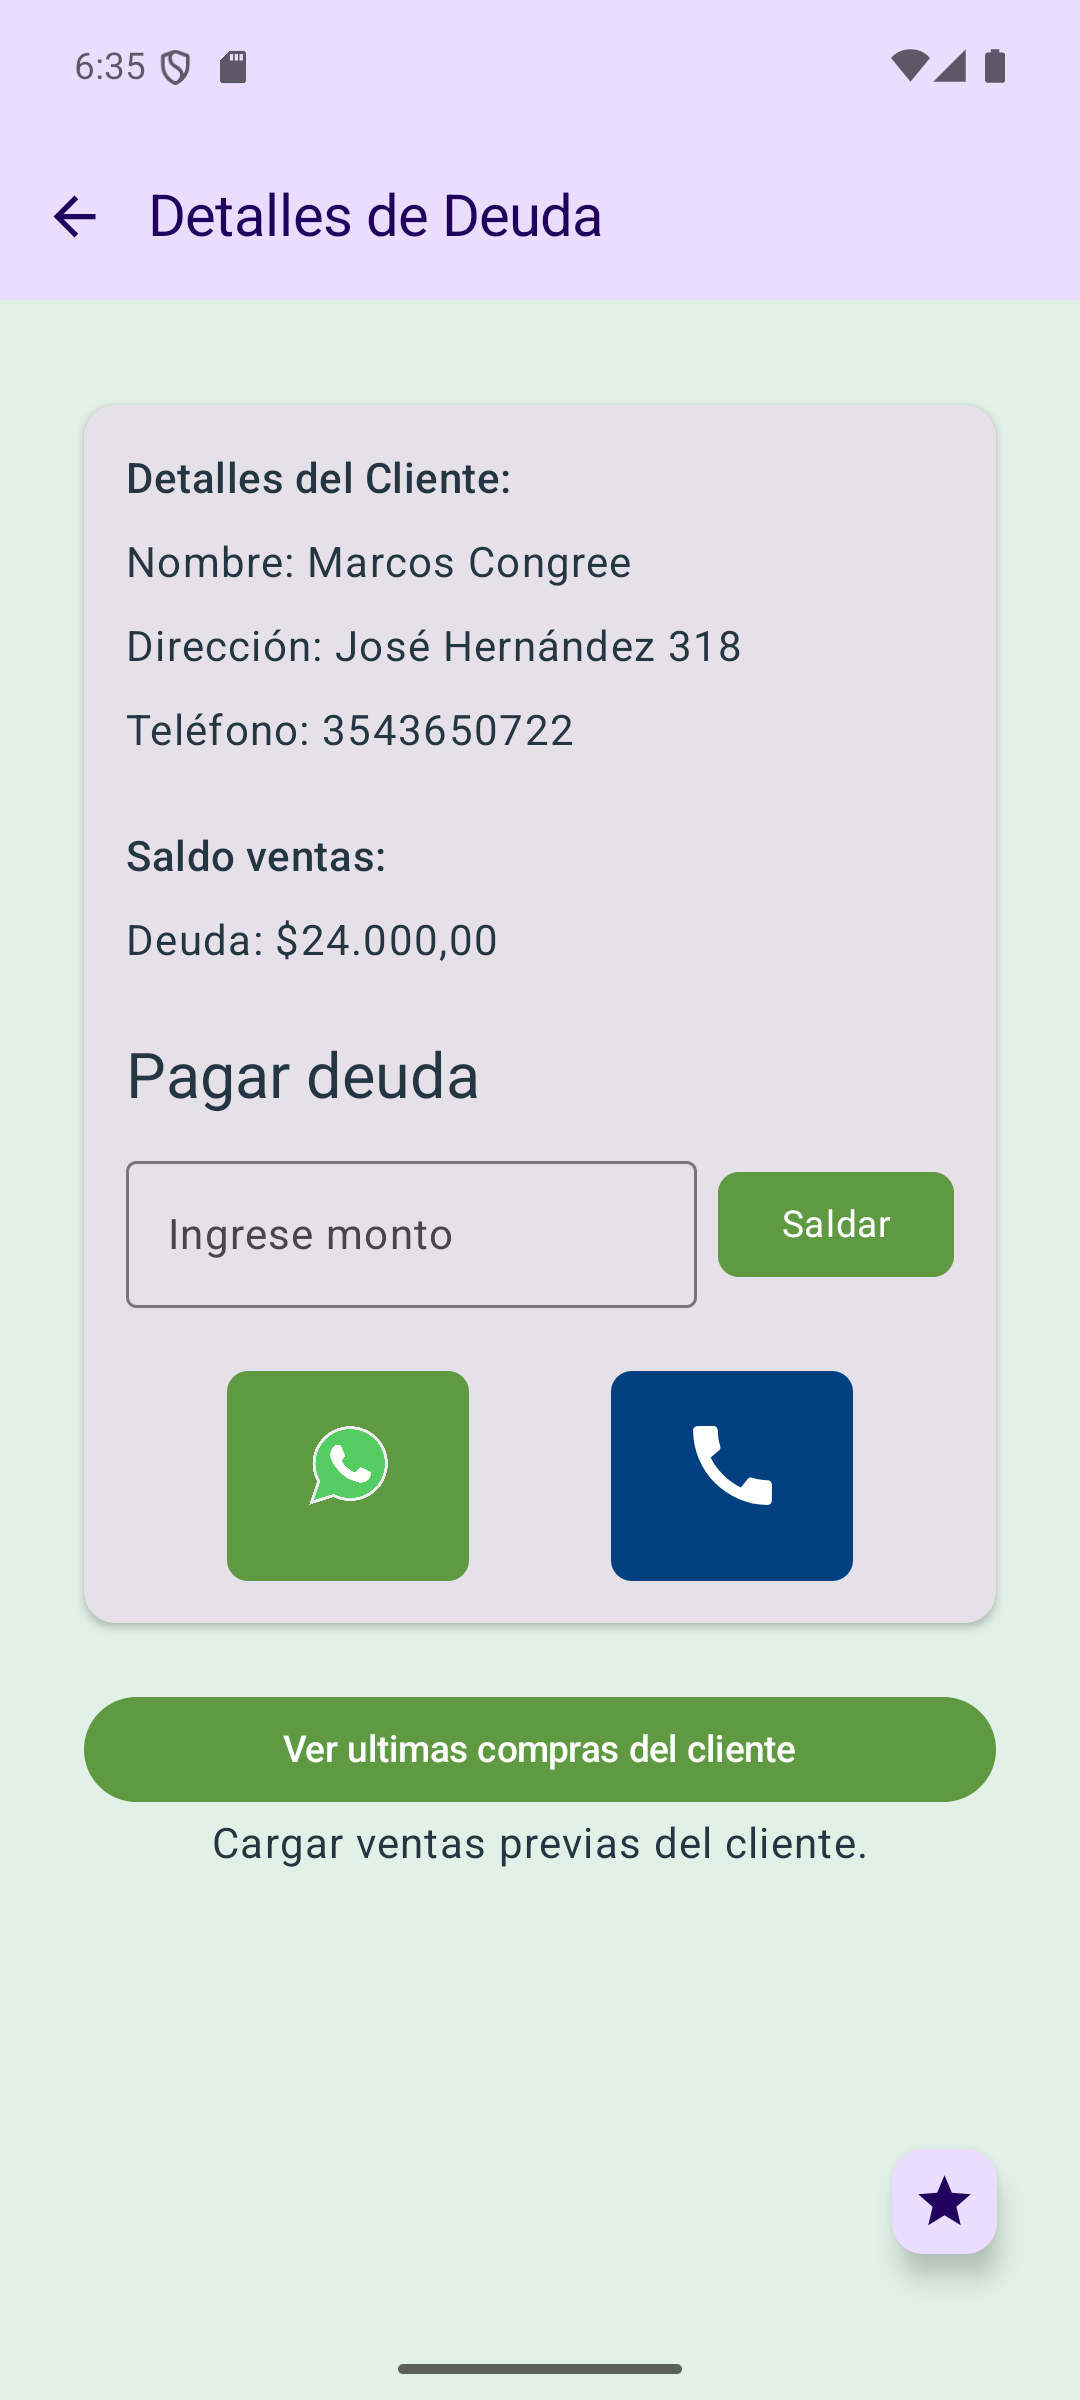 6:35
Detalles de Deuda
Detalles del Cliente:
Nombre: Marcos Congree
Dirección: José Hernández 318
Teléfono: 3543650722
Saldo ventas:
Deuda: $24.000,00
Pagar deuda
Ingrese monto
Saldar
Ver ultimas compras del cliente
Cargar ventas previas del cliente.